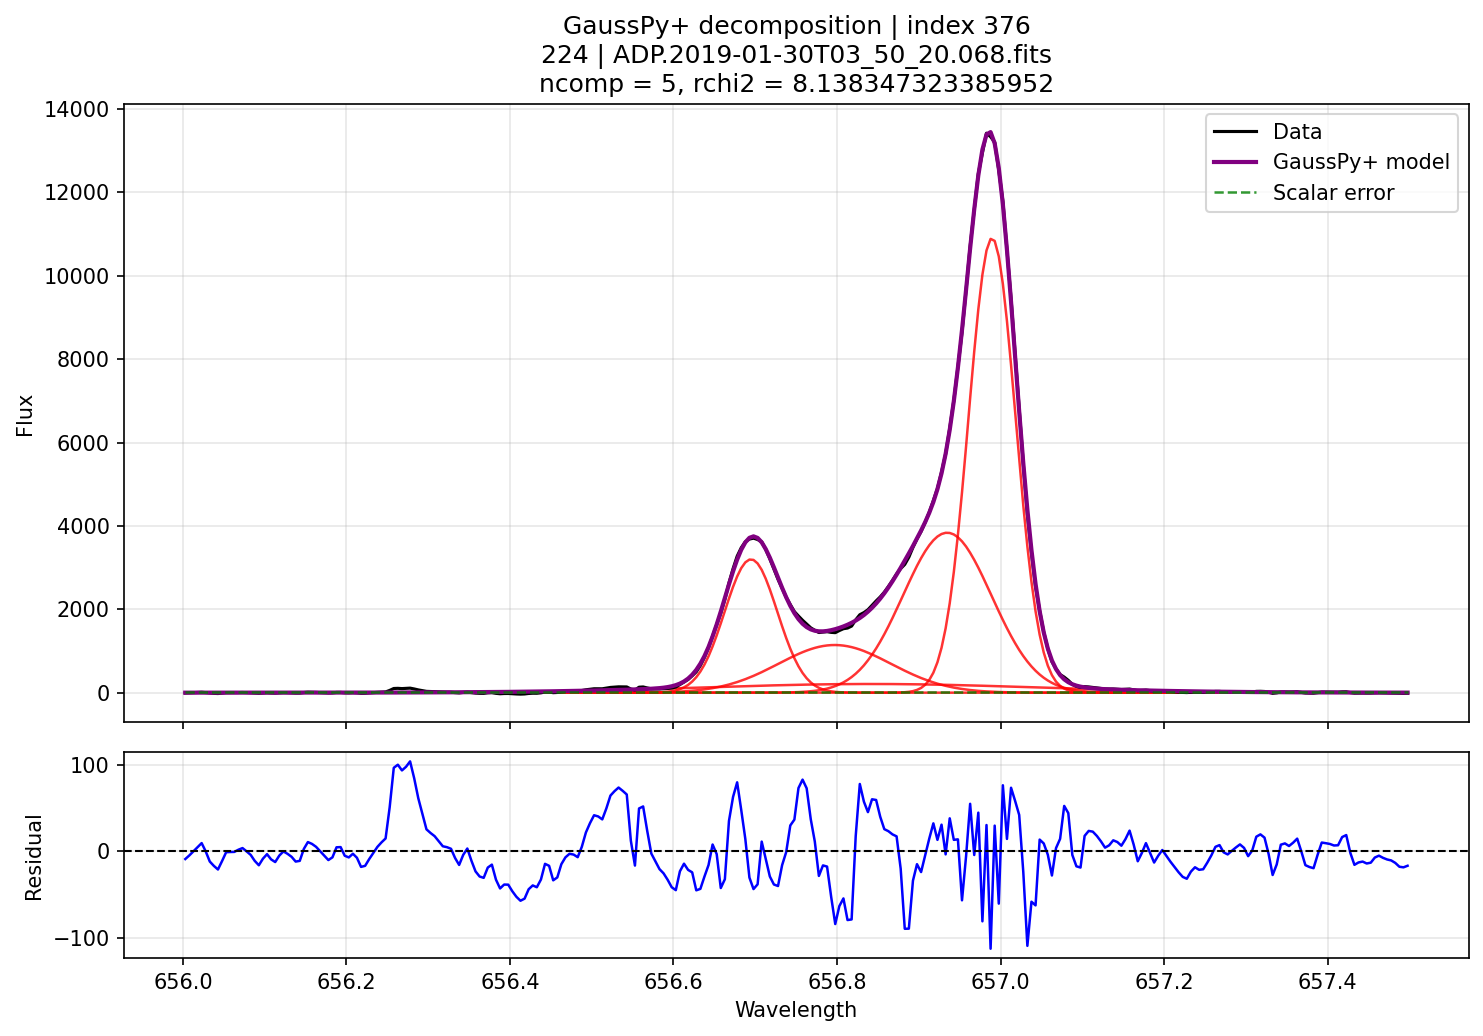 GaussPy+ decomposition | index 376
224 | ADP.2019-01-30T03_50_20.068.fits
ncomp = 5, rchi2 = 8.138347323385952
14000
12000
10000
8000
6000
4000
2000
0
Flux
Data
GaussPy+ model
Scalar error
100
0
−100
Residual
656.0 656.2 656.4 656.6 656.8 657.0 657.2 657.4
Wavelength